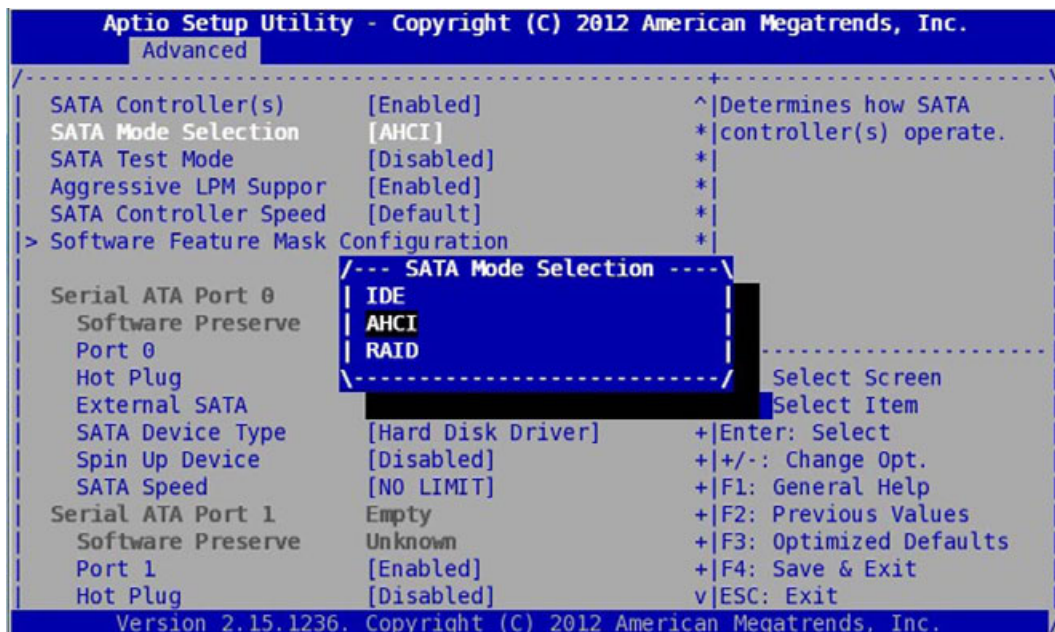 Aptio Setup Utility - Copyright (C) 2012 American Megatrends, Inc.
Advanced
SATA Controller(s) [Enabled] ^|Determines how SATA
SATA Mode Selection [AHCI] *|controller(s) operate.
SATA Test Mode [Disabled] *|
Aggressive LPM Suppor [Enabled] *|
SATA Controller Speed [Default] *|
> Software Feature Mask Configuration *|
/--- SATA Mode Selection ----\
Serial ATA Port 0 | IDE |
Software Preserve | AHCI |
Port 0 | RAID |
Hot Plug \-----------------------------/ Select Screen
External SATA Select Item
SATA Device Type [Hard Disk Driver] +|Enter: Select
Spin Up Device [Disabled] +|+/-: Change Opt.
SATA Speed [NO LIMIT] +|F1: General Help
Serial ATA Port 1 Empty +|F2: Previous Values
Software Preserve Unknown +|F3: Optimized Defaults
Port 1 [Enabled] +|F4: Save & Exit
Hot Plug [Disabled] v|ESC: Exit
Version 2.15.1236. Copyright (C) 2012 American Megatrends, Inc.